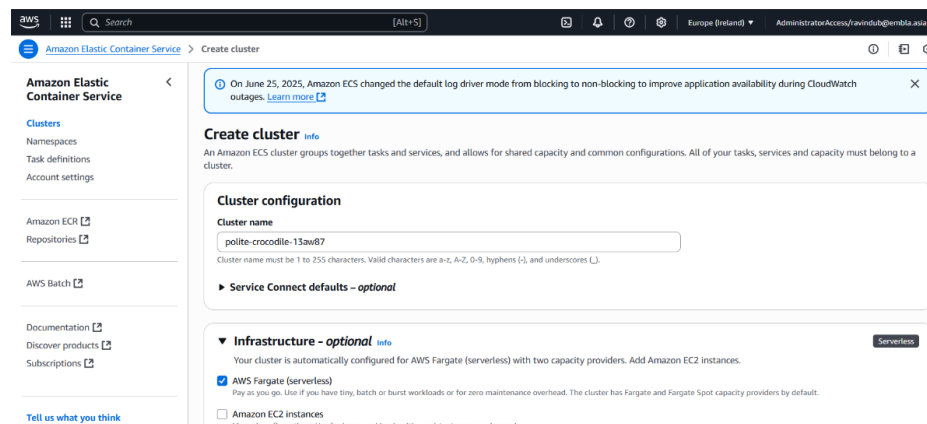 aws
Search
[Alt+S]
Europe (Ireland) ▼
AdministratorAccess/ravindub@embla.asia
Amazon Elastic Container Service > Create cluster
Amazon Elastic
Container Service
Clusters
Namespaces
Task definitions
Account settings
Amazon ECR
Repositories
AWS Batch
Documentation
Discover products
Subscriptions
Tell us what you think
On June 25, 2025, Amazon ECS changed the default log driver mode from blocking to non-blocking to improve application availability during CloudWatch
outages. Learn more
Create cluster Info
An Amazon ECS cluster groups together tasks and services, and allows for shared capacity and common configurations. All of your tasks, services and capacity must belong to a
cluster.
Cluster configuration
Cluster name
polite-crocodile-13aw87
Cluster name must be 1 to 255 characters. Valid characters are a-z, A-Z, 0-9, hyphens (-), and underscores (_).
Service Connect defaults – optional
Infrastructure – optional Info
Serverless
Your cluster is automatically configured for AWS Fargate (serverless) with two capacity providers. Add Amazon EC2 instances.
AWS Fargate (serverless)
Pay as you go. Use if you have tiny, batch or burst workloads or for zero maintenance overhead. The cluster has Fargate and Fargate Spot capacity providers by default.
Amazon EC2 instances